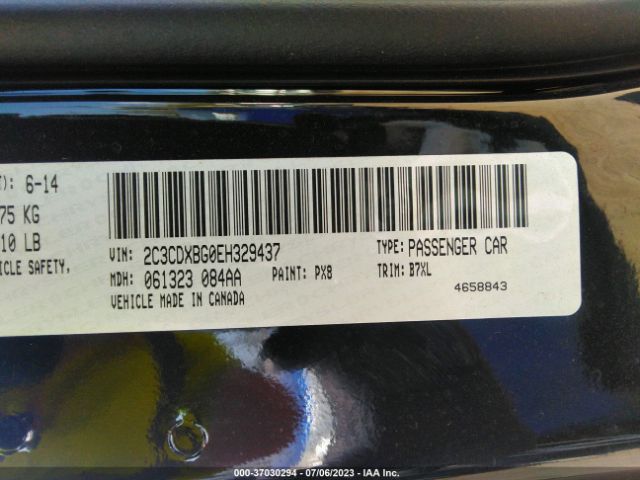 T): 6-14
75 KG
10 LB
ICLE SAFETY,
VIN: 2C3CDXBG0EH329437
TYPE: PASSENGER CAR
MDH: 061323 084AA
PAINT: PX8
TRIM: B7XL
VEHICLE MADE IN CANADA
4658843
000-37030294 - 07/06/2023 - IAA Inc.